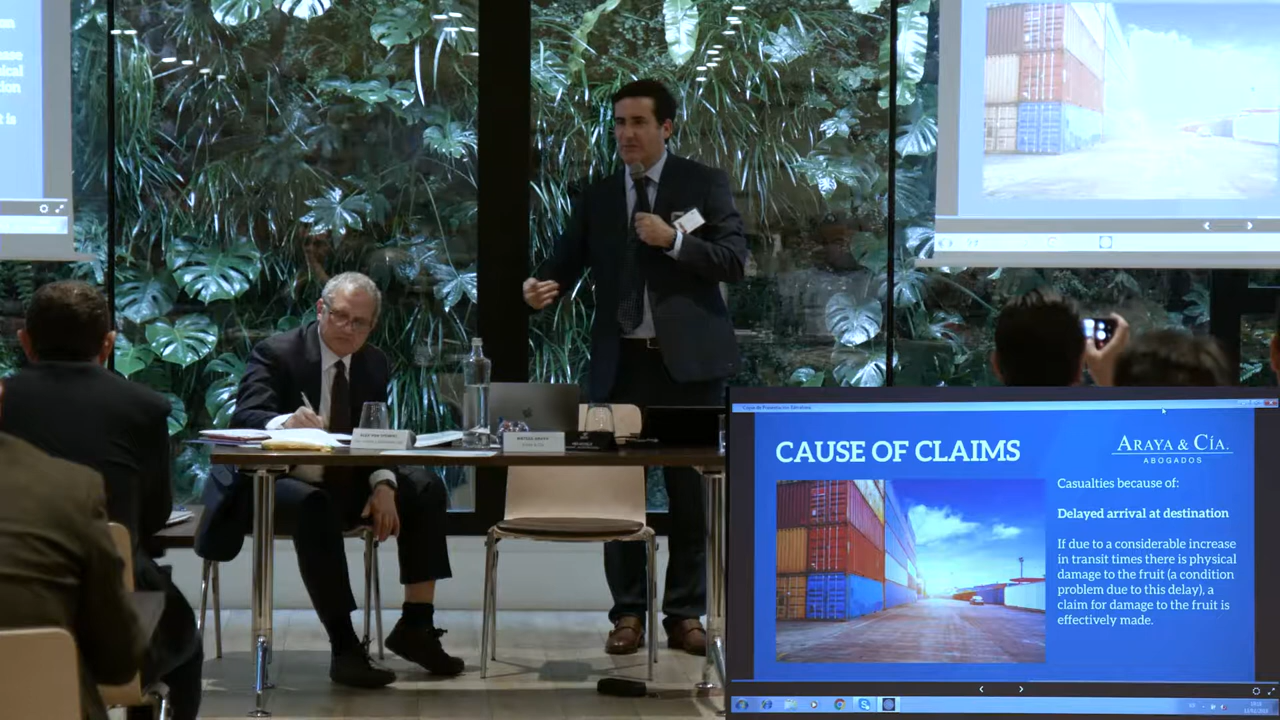 CAUSE OF CLAIMS
ARAYA & CÍA.
ABOGADOS
Casualties because of:
Delayed arrival at destination
If due to a considerable increase
in transit times there is physical
damage to the fruit (a condition
problem due to this delay), a
claim for damage to the fruit is
effectively made.